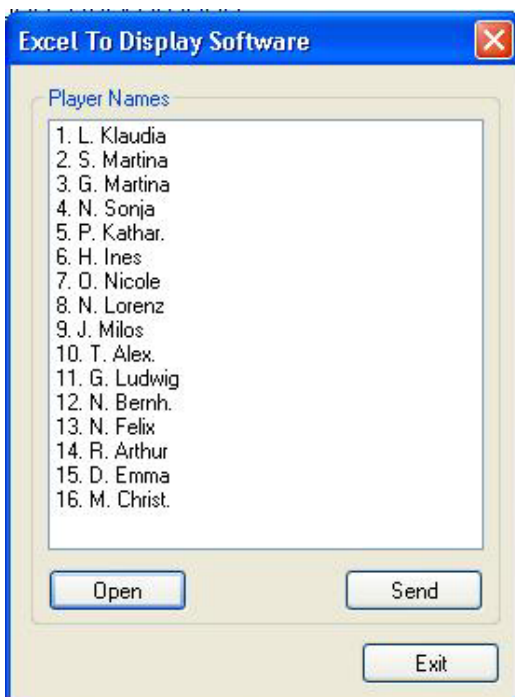 Excel To Display Software
Player Names
1. L. Klaudia
2. S. Martina
3. G. Martina
4. N. Sonja
5. P. Kathar.
6. H. Ines
7. O. Nicole
8. N. Lorenz
9. J. Milos
10. T. Alex.
11. G. Ludwig
12. N. Bernh.
13. N. Felix
14. R. Arthur
15. D. Emma
16. M. Christ.
Open Send
Exit